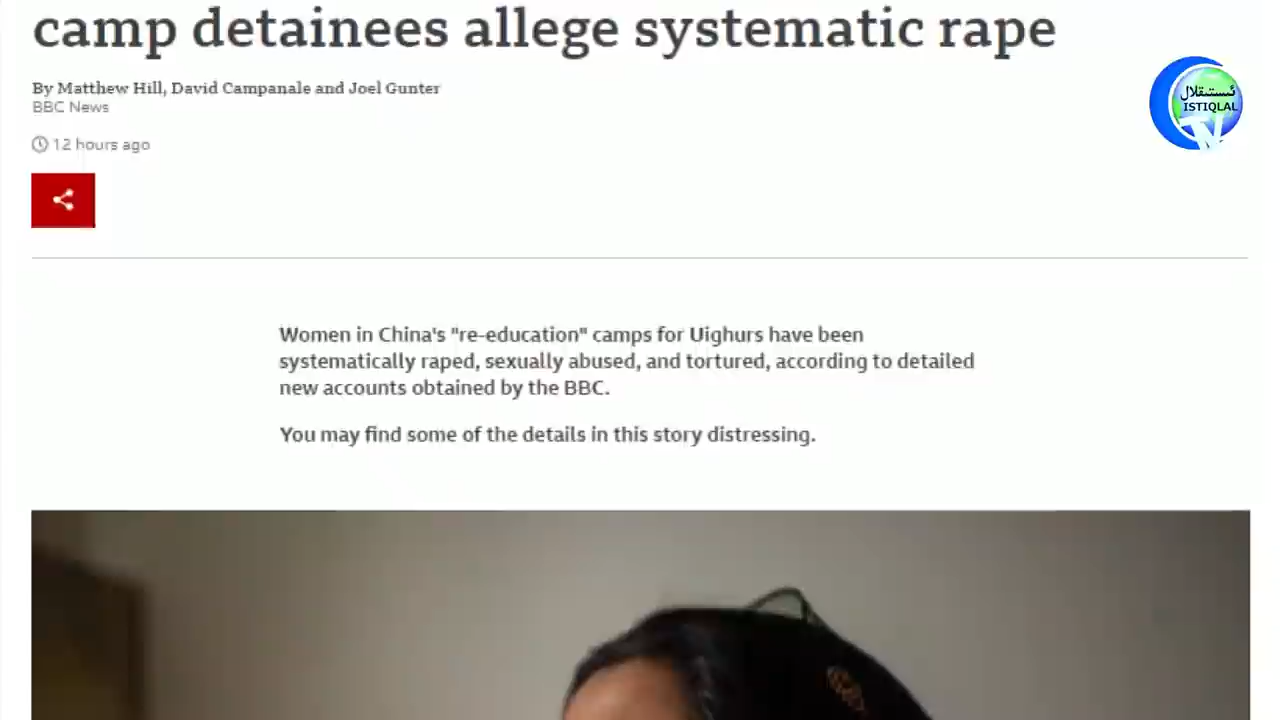 camp detainees allege systematic rape
By Matthew Hill, David Campanale and Joel Gunter
BBC News
12 hours ago
ئىستىقلال
ISTIQLAL
TV
Women in China's "re-education" camps for Uighurs have been
systematically raped, sexually abused, and tortured, according to detailed
new accounts obtained by the BBC.
You may find some of the details in this story distressing.